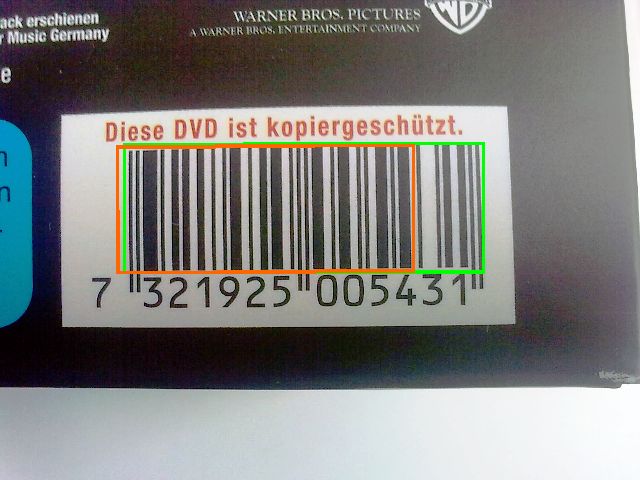 ack erschienen
r Music Germany
WARNER BROS. PICTURES
A WARNER BROS. ENTERTAINMENT COMPANY
WB
e
Diese DVD ist kopiergeschützt.
n
n
7 321925 005431